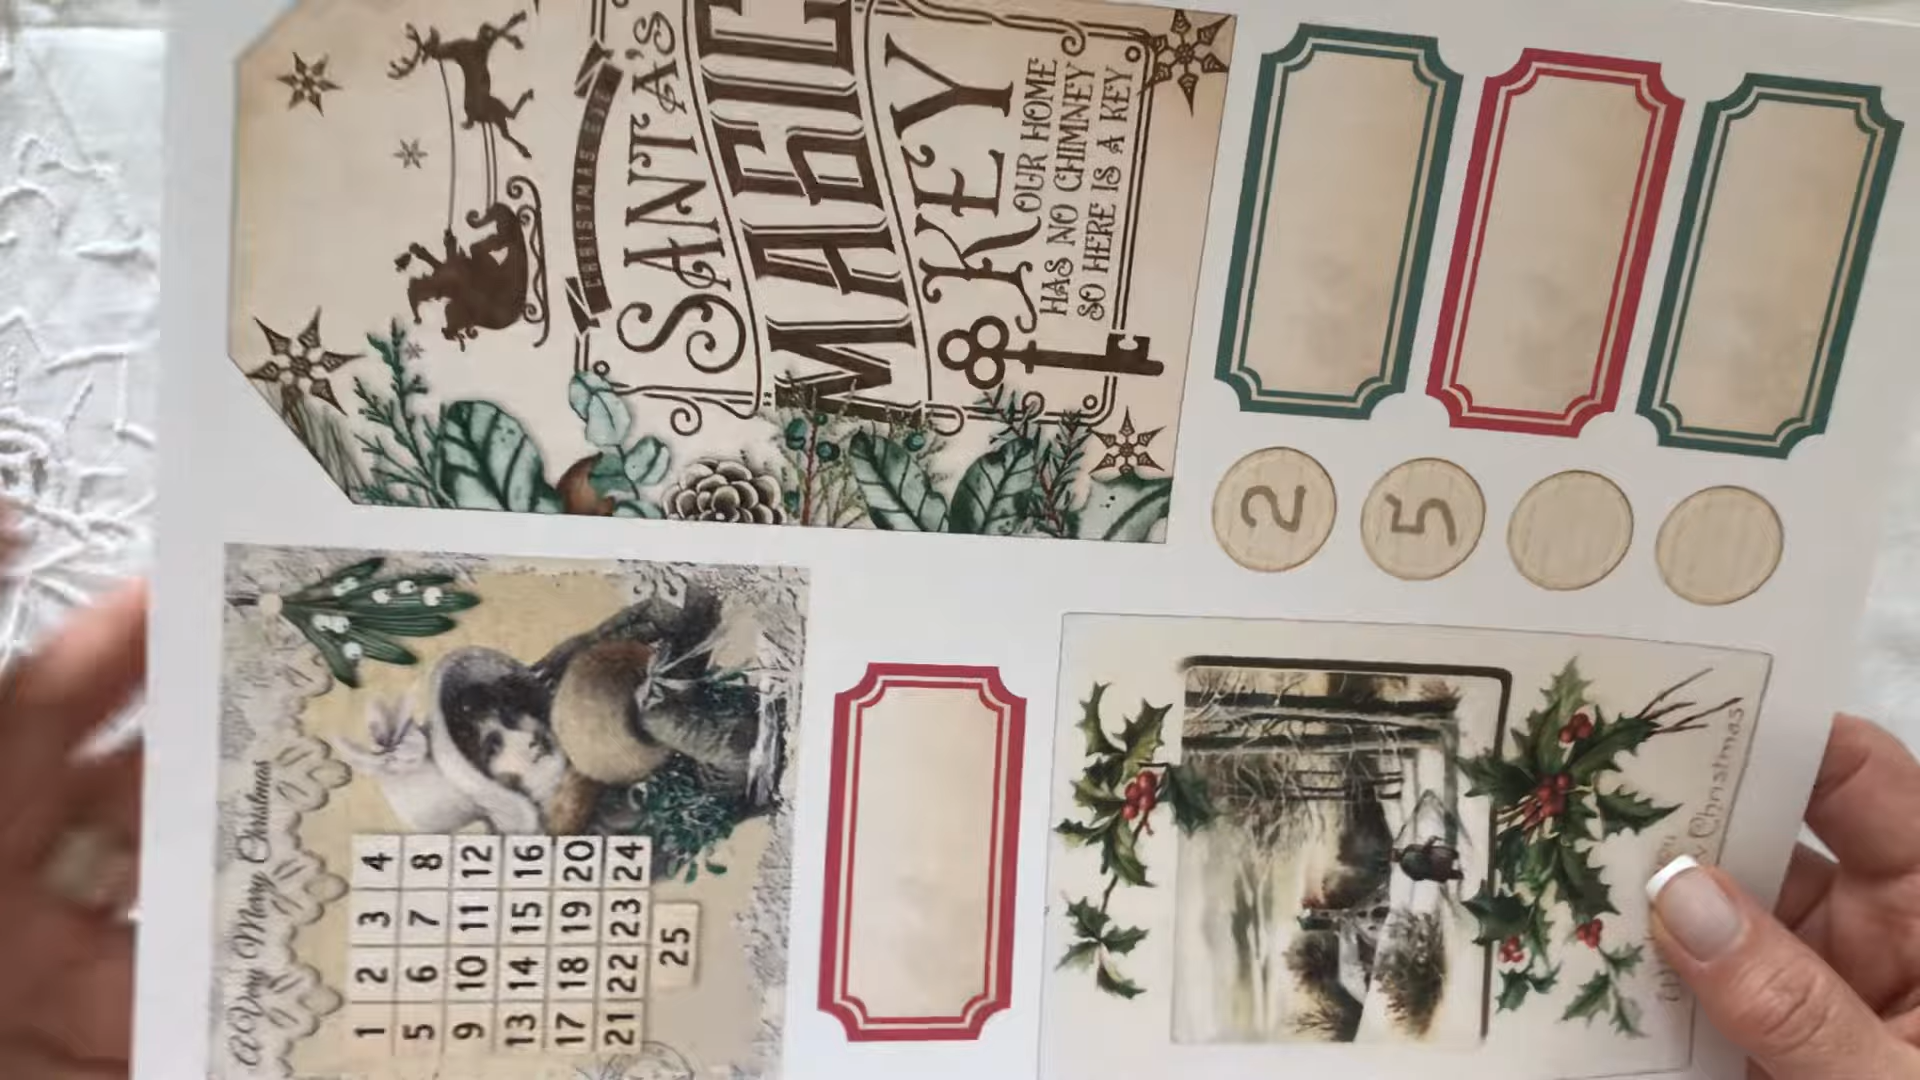 CHRISTMAS EVE
SANTA'S
MAGIC
KEY
OUR HOME
HAS NO CHIMNEY
SO HERE IS A KEY
2
5
A Very Merry Christmas
1 2 3 4
5 6 7 8
9 10 11 12
13 14 15 16
17 18 19 20
21 22 23 24
25
Christmas